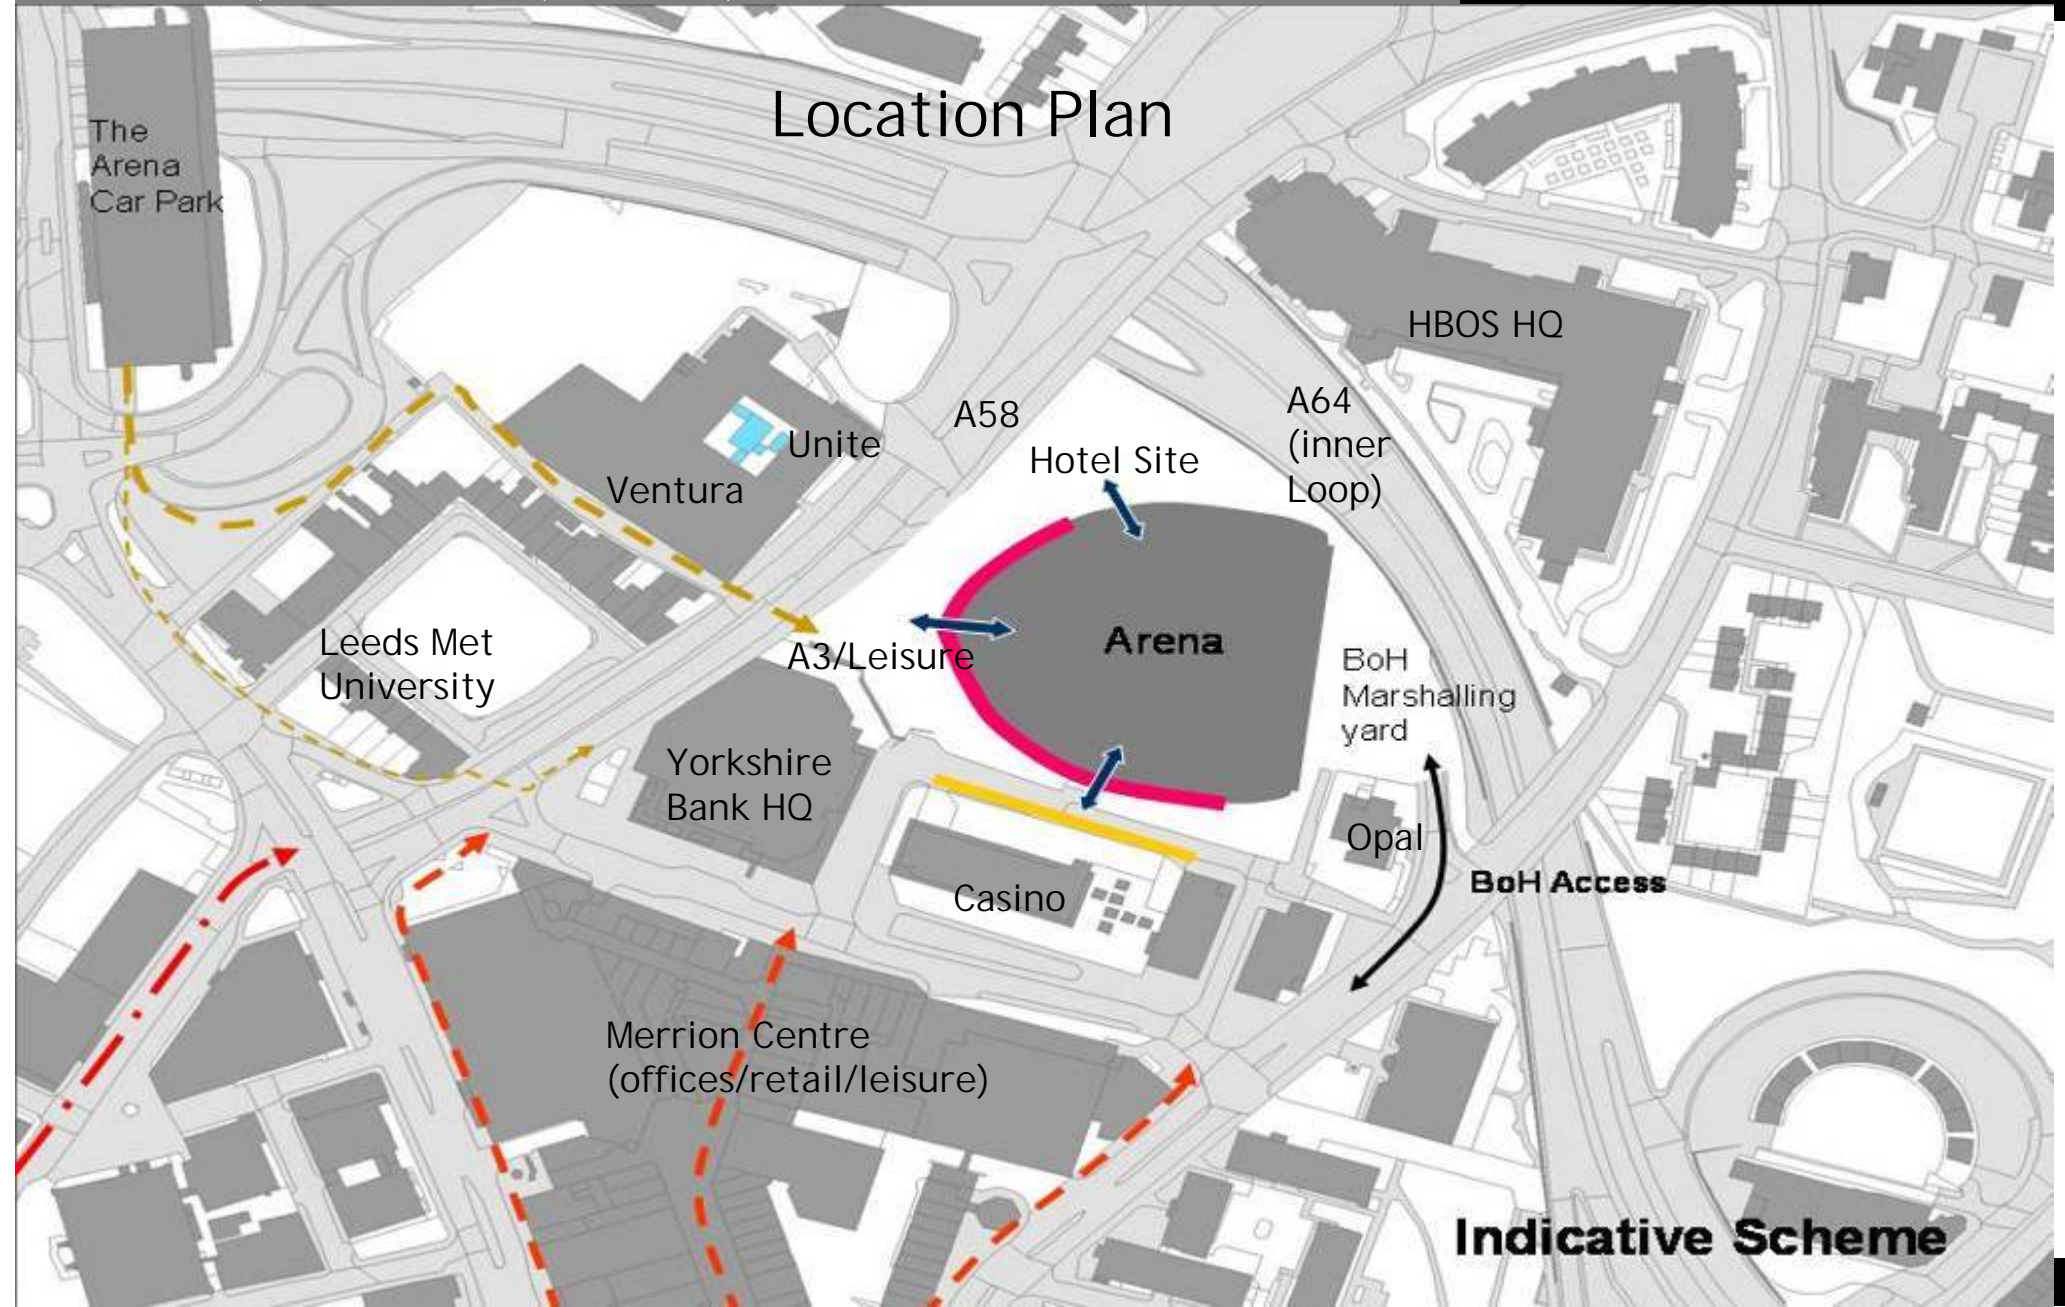 Location Plan
The
Arena
Car Park
HBOS HQ
A58
A64
(inner
Loop)
Hotel Site
Unite
Ventura
Arena
Leeds Met
University
A3/Leisure
BoH
Marshalling
yard
Yorkshire
Bank HQ
Opal
BoH Access
Casino
Merrion Centre
(offices/retail/leisure)
Indicative Scheme